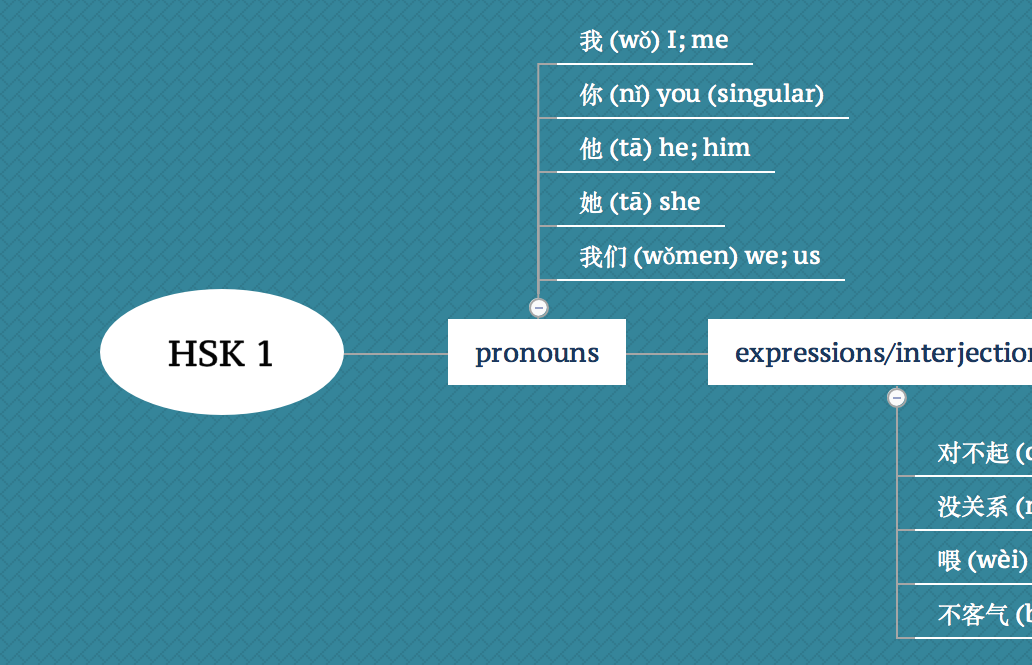 我 (wǒ) I; me
你 (nǐ) you (singular)
他 (tā) he; him
她 (tā) she
我们 (wǒmen) we; us
HSK 1
pronouns
expressions/interjection
对不起 (
没关系 (
喂 (wèi)
不客气 (